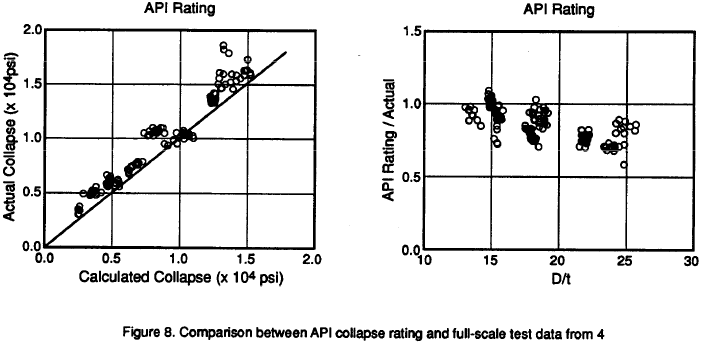 API Rating
2.0
1.5
1.0
0.5
0.0
Actual Collapse (x 10⁴psi)
0.0 0.5 1.0 1.5 2.0
Calculated Collapse (x 10⁴ psi)
API Rating
1.5
1.0
0.5
0.0
API Rating / Actual
10 15 20 25 30
D/t
Figure 8. Comparison between API collapse rating and full-scale test data from 4